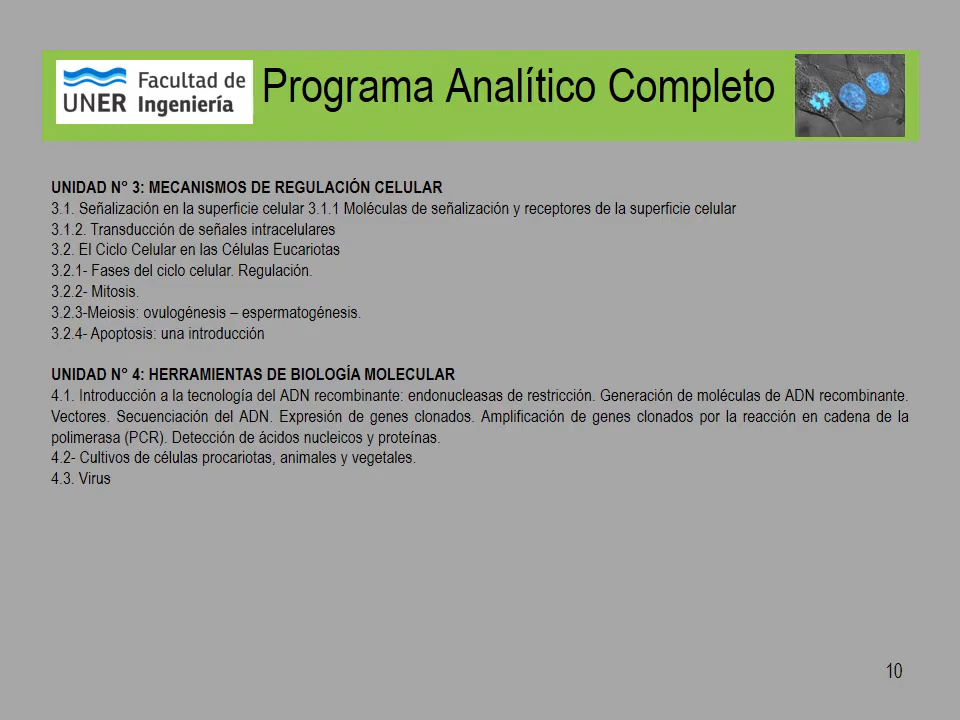 UNER Facultad de Ingeniería
Programa Analítico Completo
UNIDAD N° 3: MECANISMOS DE REGULACIÓN CELULAR
3.1. Señalización en la superficie celular 3.1.1 Moléculas de señalización y receptores de la superficie celular
3.1.2. Transducción de señales intracelulares
3.2. El Ciclo Celular en las Células Eucariotas
3.2.1- Fases del ciclo celular. Regulación.
3.2.2- Mitosis.
3.2.3-Meiosis: ovulogénesis – espermatogénesis.
3.2.4- Apoptosis: una introducción
UNIDAD N° 4: HERRAMIENTAS DE BIOLOGÍA MOLECULAR
4.1. Introducción a la tecnología del ADN recombinante: endonucleasas de restricción. Generación de moléculas de ADN recombinante.
Vectores. Secuenciación del ADN. Expresión de genes clonados. Amplificación de genes clonados por la reacción en cadena de la
polimerasa (PCR). Detección de ácidos nucleicos y proteínas.
4.2- Cultivos de células procariotas, animales y vegetales.
4.3. Virus
10